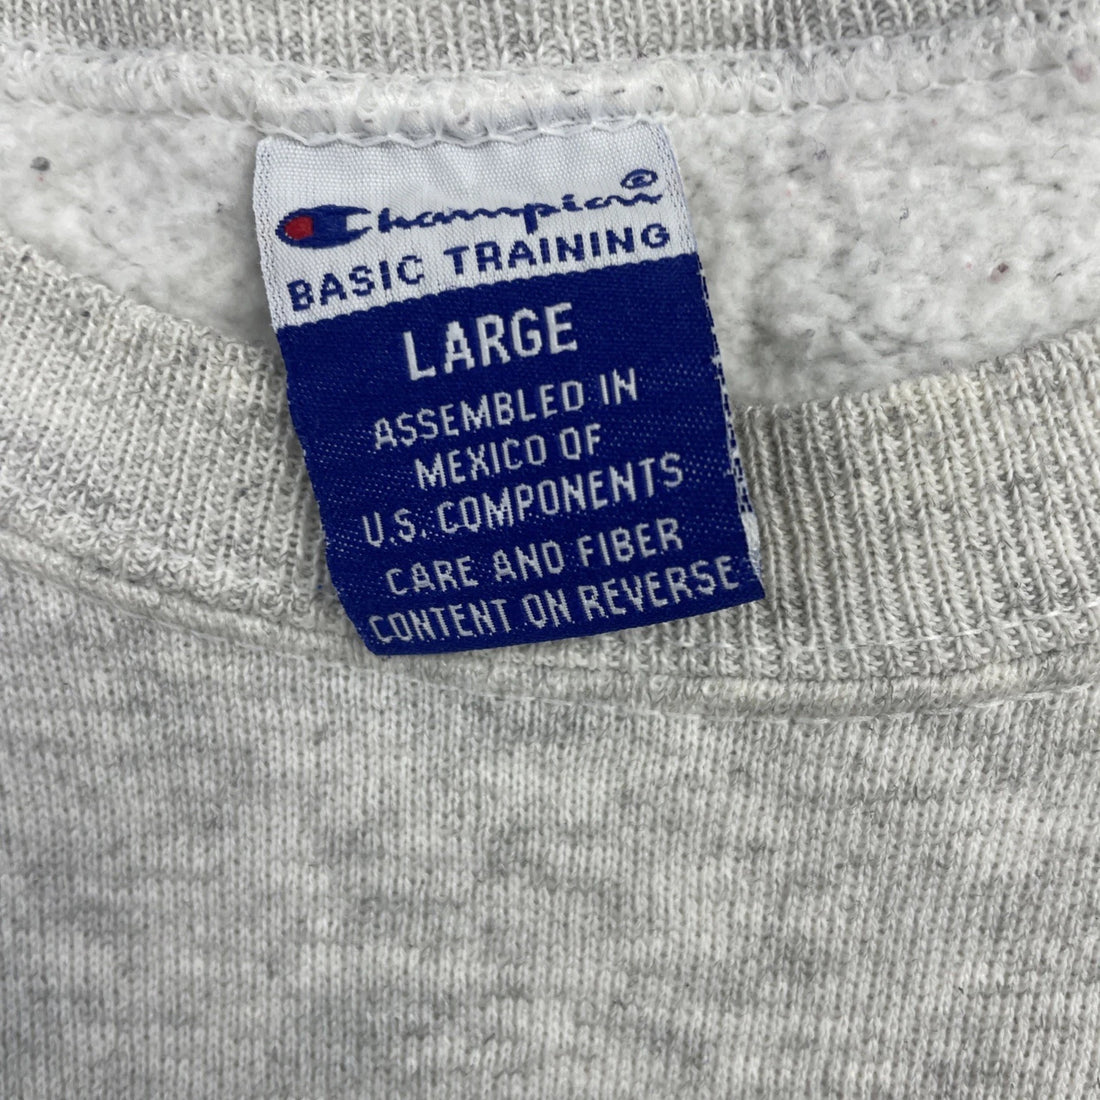 Champion®
BASIC TRAINING
LARGE
ASSEMBLED IN
MEXICO OF
U.S. COMPONENTS
CARE AND FIBER
CONTENT ON REVERSE